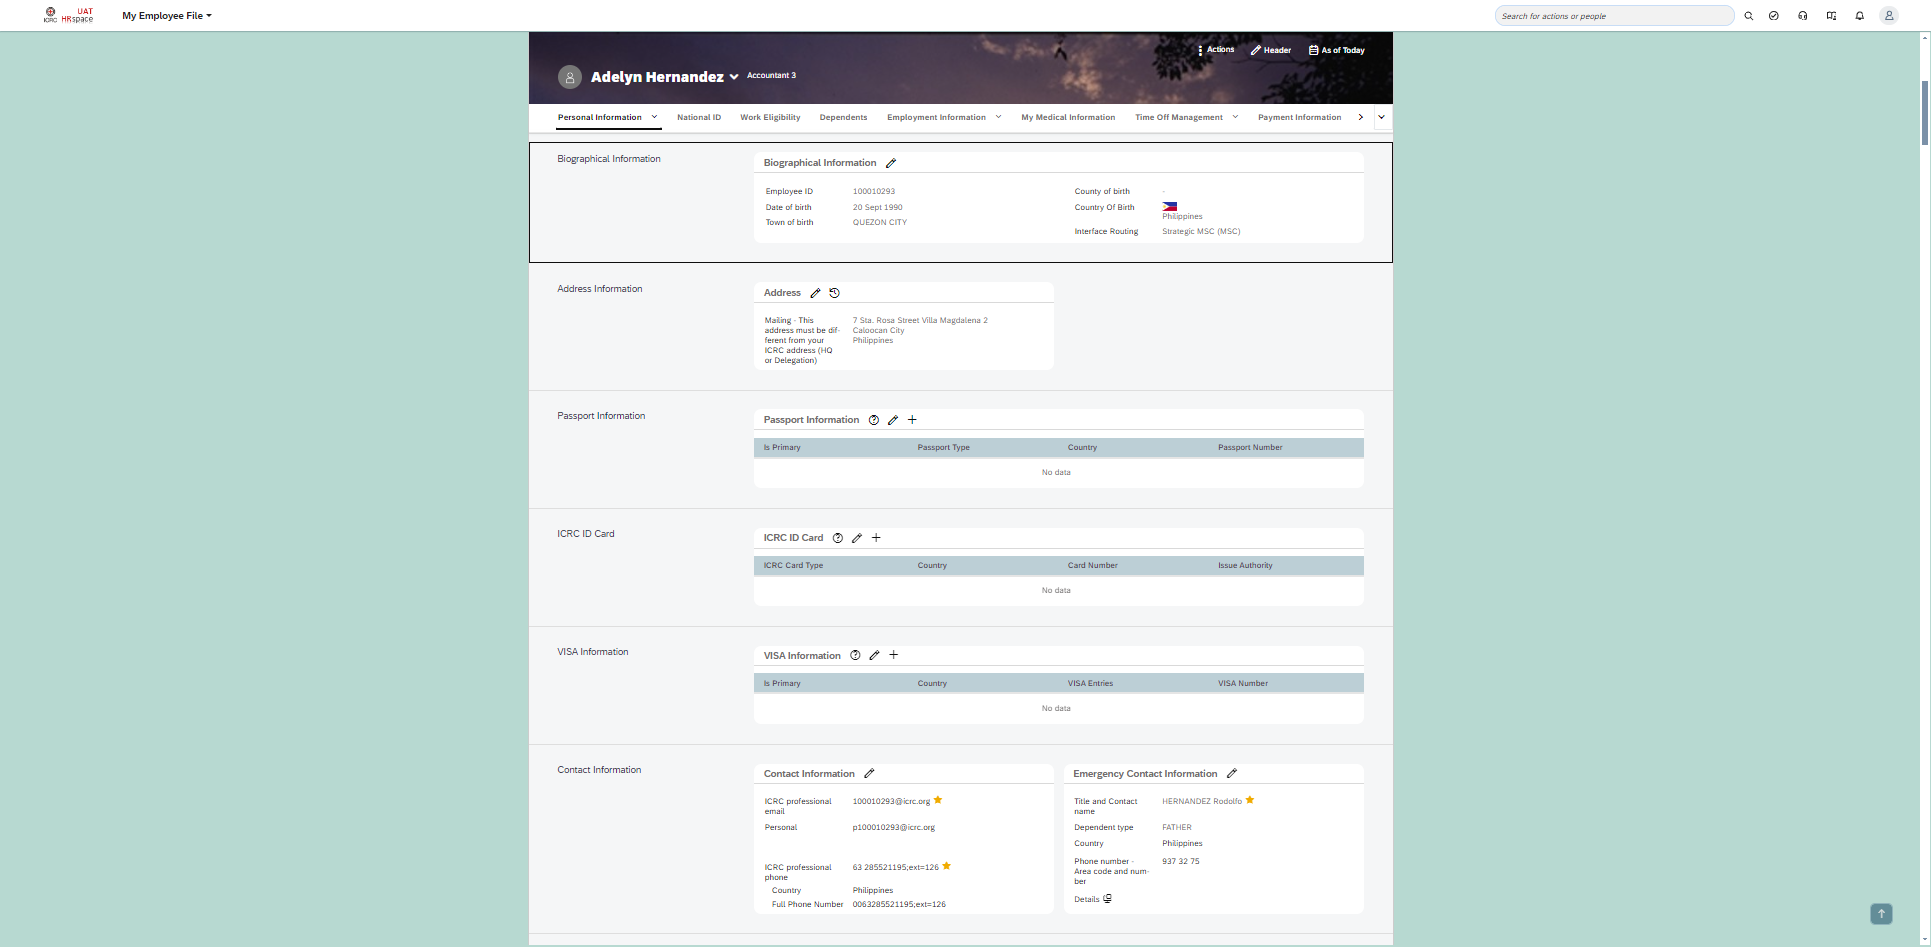 ICRC
UAT
HRspace
My Employee File
Search for actions or people
Actions
Header
As of Today
Adelyn Hernandez
Accountant 3
Personal Information
National ID
Work Eligibility
Dependents
Employment Information
My Medical Information
Time Off Management
Payment Information
Biographical Information
Biographical Information
Employee ID
100010293
Date of birth
20 Sept 1990
Town of birth
QUEZON CITY
County of birth
-
Country Of Birth
Philippines
Interface Routing
Strategic MSC (MSC)
Address Information
Address
Mailing - This
address must be dif-
ferent from your
ICRC address (HQ
or Delegation)
7 Sta. Rosa Street Villa Magdalena 2
Caloocan City
Philippines
Passport Information
Passport Information
Is Primary
Passport Type
Country
Passport Number
No data
ICRC ID Card
ICRC ID Card
ICRC Card Type
Country
Card Number
Issue Authority
No data
VISA Information
VISA Information
Is Primary
Country
VISA Entries
VISA Number
No data
Contact Information
Contact Information
ICRC professional
email
100010293@icrc.org
Personal
p100010293@icrc.org
ICRC professional
phone
63 285521195;ext=126
Country
Philippines
Full Phone Number
0063285521195;ext=126
Emergency Contact Information
Title and Contact
name
HERNANDEZ Rodolfo
Dependent type
FATHER
Country
Philippines
Phone number -
Area code and num-
ber
937 32 75
Details